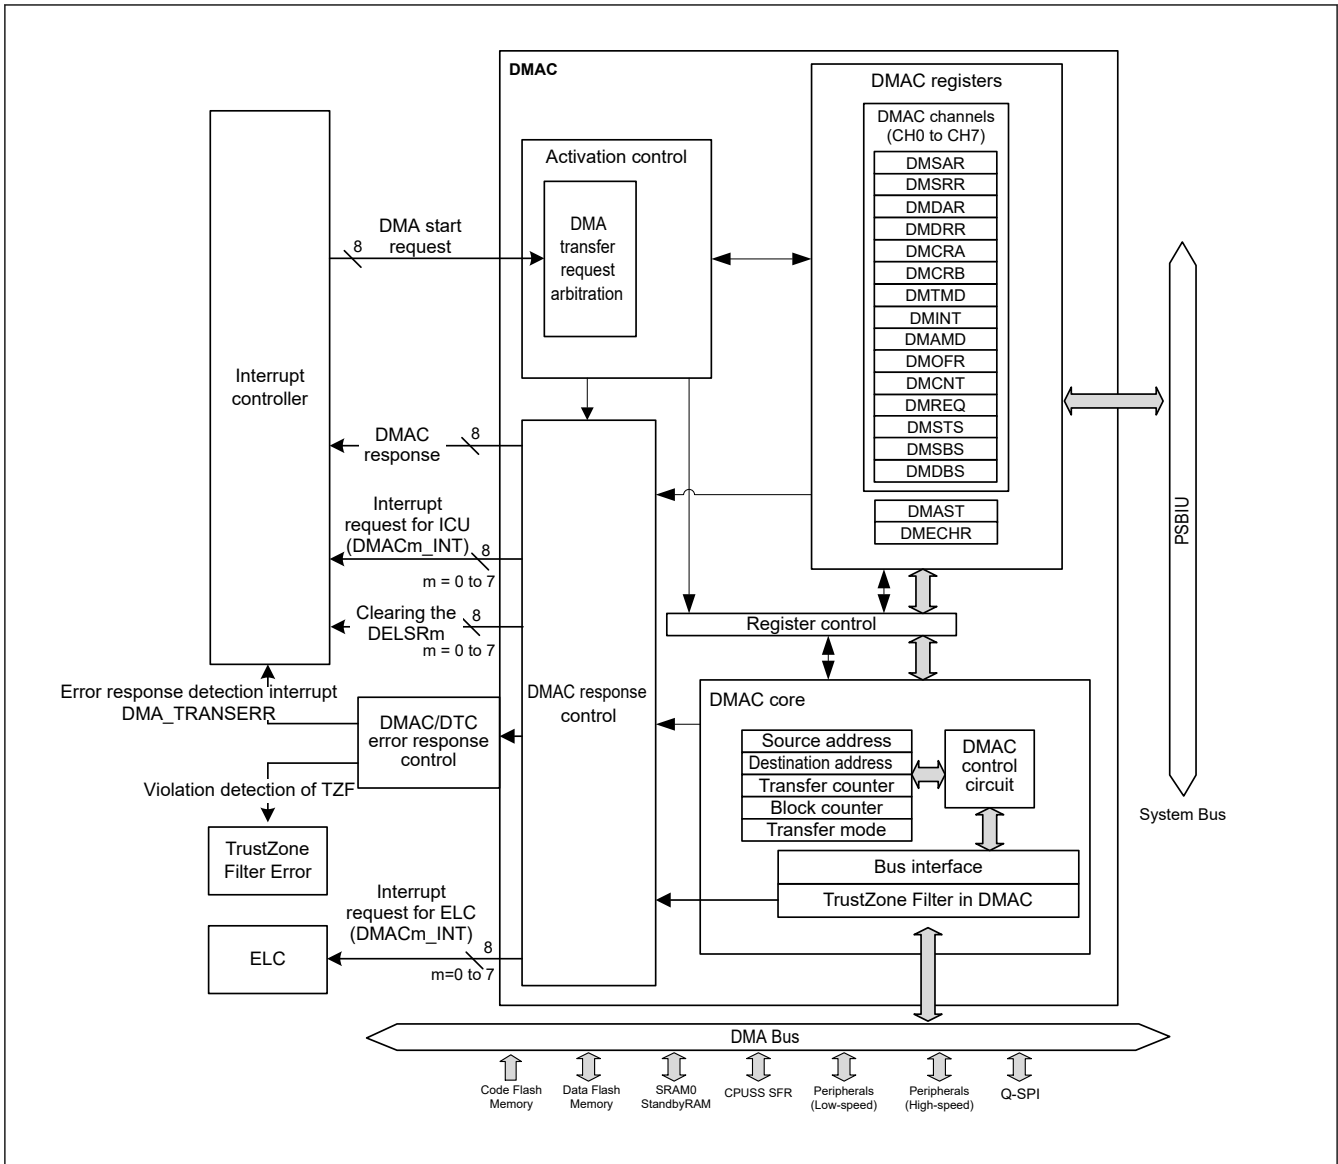 DMAC
DMAC registers
DMAC channels
(CH0 to CH7)
DMSAR
DMSRR
DMDAR
DMDRR
DMCRA
DMCRB
DMTMD
DMINT
DMAMD
DMOFR
DMCNT
DMREQ
DMSTS
DMSBS
DMDBS
DMAST
DMECHR
Activation control
DMA
transfer
request
arbitration
DMA start
request
8
Interrupt
controller
DMAC
response
8
Interrupt
request for ICU
(DMACm_INT)
8
m = 0 to 7
Clearing the
DELSRm
8
m = 0 to 7
Error response detection interrupt
DMA_TRANSERR
DMAC/DTC
error response
control
Violation detection of TZF
TrustZone
Filter Error
Interrupt
request for ELC
(DMACm_INT)
8
m=0 to 7
ELC
DMAC response
control
Register control
DMAC core
Source address
Destination address
Transfer counter
Block counter
Transfer mode
DMAC
control
circuit
Bus interface
TrustZone Filter in DMAC
PSBIU
System Bus
DMA Bus
Code Flash
Memory
Data Flash
Memory
SRAM0
StandbyRAM
CPUSS SFR
Peripherals
(Low-speed)
Peripherals
(High-speed)
Q-SPI